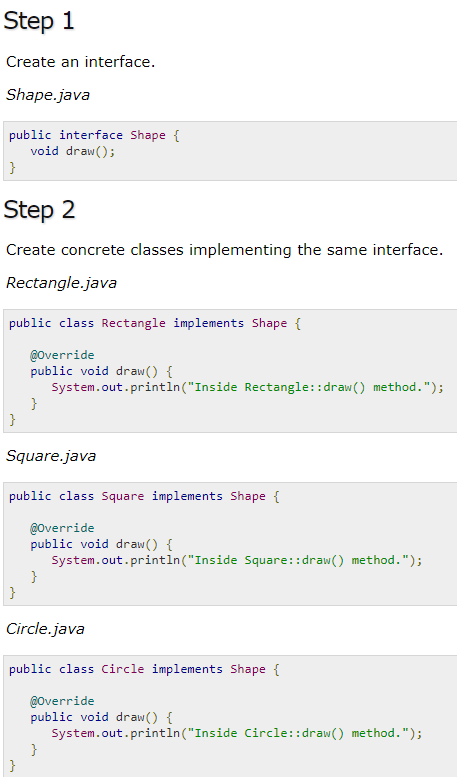 Step 1
Create an interface.
Shape.java
public interface Shape {
   void draw();
}
Step 2
Create concrete classes implementing the same interface.
Rectangle.java
public class Rectangle implements Shape {
   @Override
   public void draw() {
      System.out.println("Inside Rectangle::draw() method.");
   }
}
Square.java
public class Square implements Shape {
   @Override
   public void draw() {
      System.out.println("Inside Square::draw() method.");
   }
}
Circle.java
public class Circle implements Shape {
   @Override
   public void draw() {
      System.out.println("Inside Circle::draw() method.");
   }
}